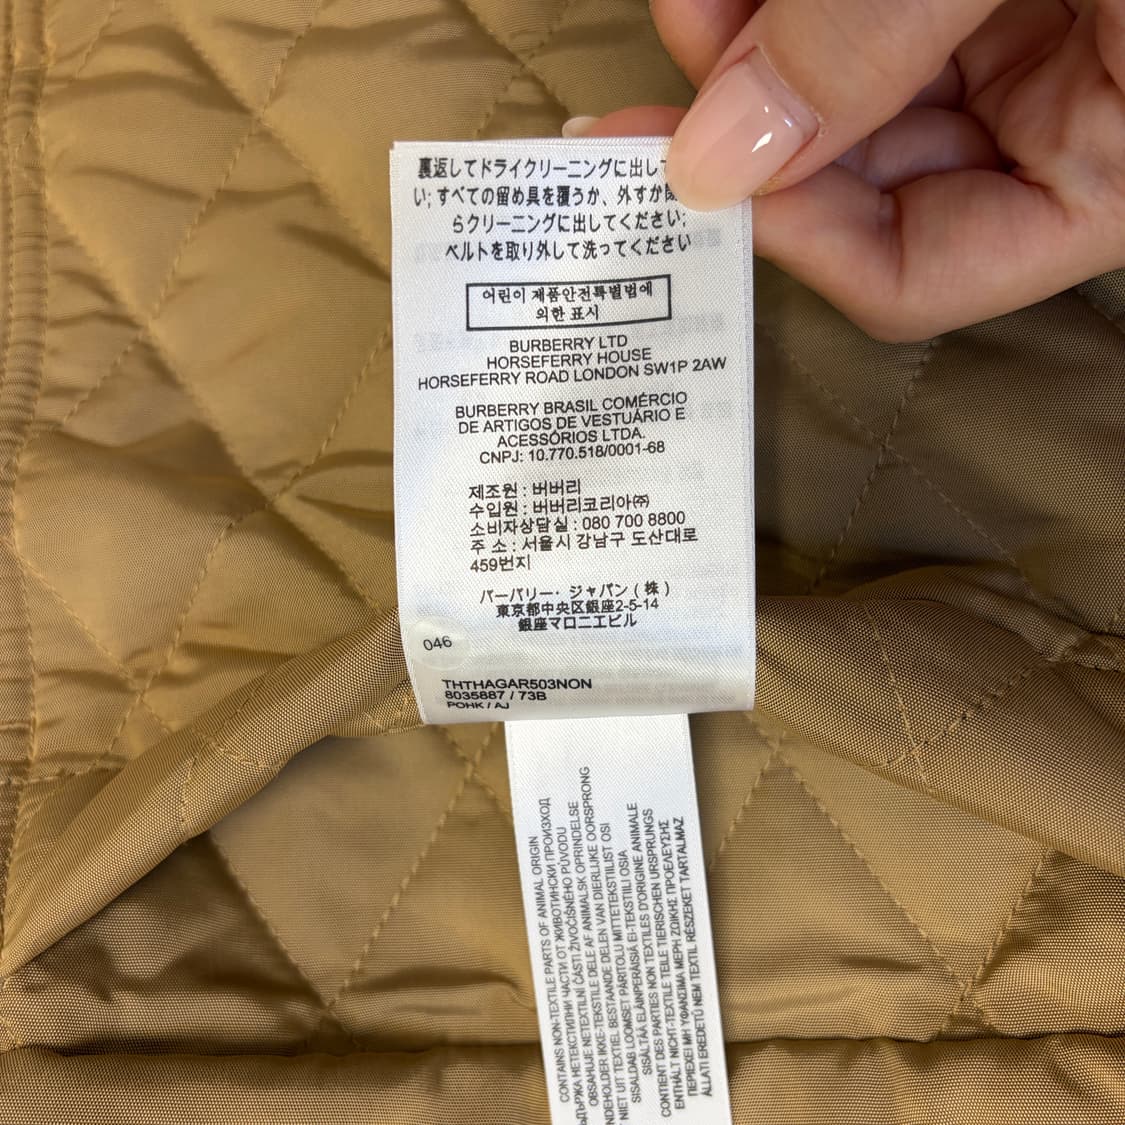 裏返してドライクリーニングに出して
い; すべての留め具を覆うか、外すか
らクリーニングに出してください;
ベルトを取り外して洗ってください
어린이 제품안전특별법에
의한 표시
BURBERRY LTD
HORSEFERRY HOUSE
HORSEFERRY ROAD LONDON SW1P 2AW
BURBERRY BRASIL COMÉRCIO
DE ARTIGOS DE VESTUÁRIO E
ACESSÓRIOS LTDA.
CNPJ: 10.770.518/0001-68
제조원 : 버버리
수입원 : 버버리코리아㈜
소비자상담실 : 080 700 8800
주 소 : 서울시 강남구 도산대로
459번지
バーバリー・ジャパン ( 株 )
東京都中央区銀座2-5-14
銀座マロニエビル
046
THTHAGAR503NON
8035887 / 73B
POHK / AJ
CONTAINS NON-TEXTILE PARTS OF ANIMAL ORIGIN
ДЪРЖА НЕТЕКСТИЛНИ ЧАСТИ ОТ ЖИВОТИНСКИ ПРОИЗХОД
OBSAHUJE NETEXTILNÍ ČÁSTI ŽIVOČIŠNÉHO PŮVODU
NDEHOLDER IKKE-TEKSTILE DELE AF ANIMALSK OPRINDELSE
NIET UIT TEXTIEL BESTAANDE DELEN VAN DIERLIJKE OORSPRONG
SISALDAB LOOMSET PÄRITOLU MITTETEKSTIILIST OSI
SISÄLTÄÄ ELÄINPERÄISIÄ EI-TEKSTIILI OSIA
CONTIENT DES PARTIES NON TEXTILES D'ORIGINE ANIMALE
ENTHÄLT NICHT-TEXTILE TEILE TIERISCHEN URSPRUNGS
ΠΕΡΙΕΧΕΙ ΜΗ ΥΦΑΝΣΙΜΑ ΜΕΡΗ ΖΩΙΚΗΣ ΠΡΟΕΛΕΥΣΗΣ
ÁLLATI EREDETŰ NEM TEXTIL RÉSZEKET TARTALMAZ